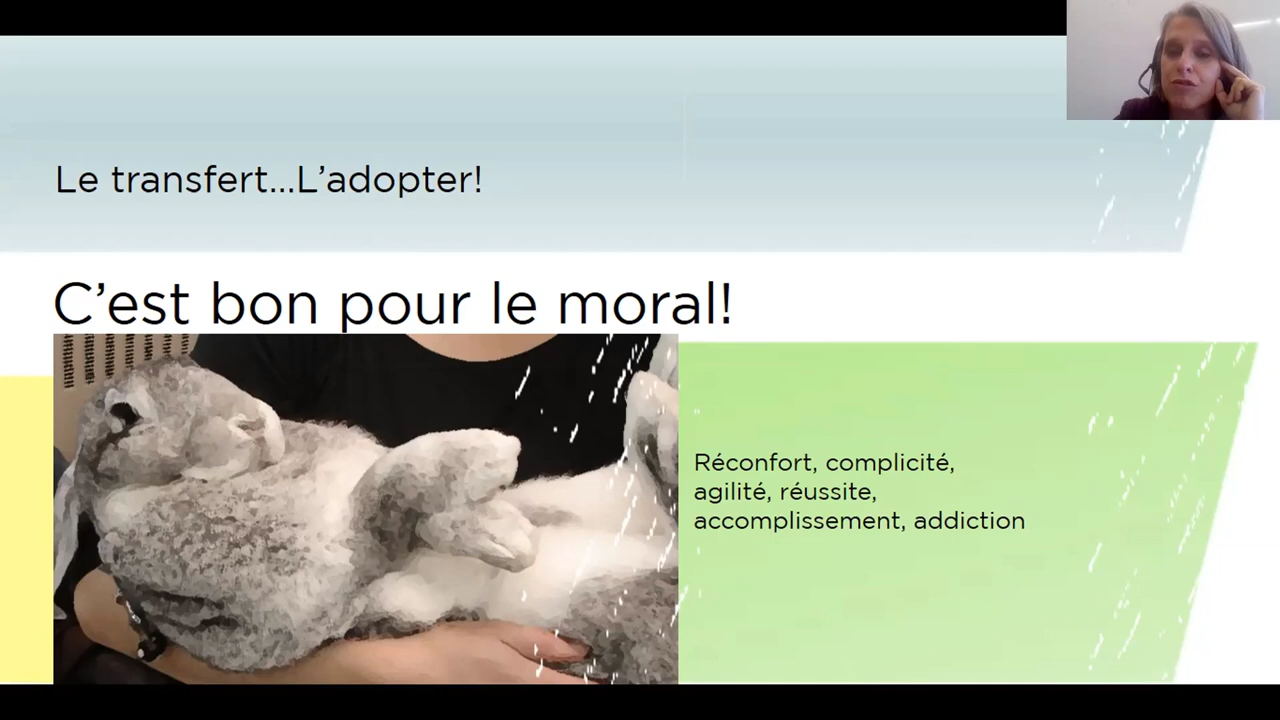 Le transfert...L’adopter!
C’est bon pour le moral!
Réconfort, complicité,
agilité, réussite,
accomplissement, addiction